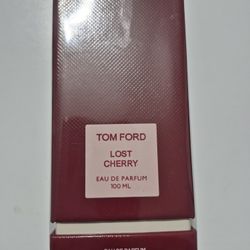 TOM FORD
LOST
CHERRY
EAU DE PARFUM
100 ML